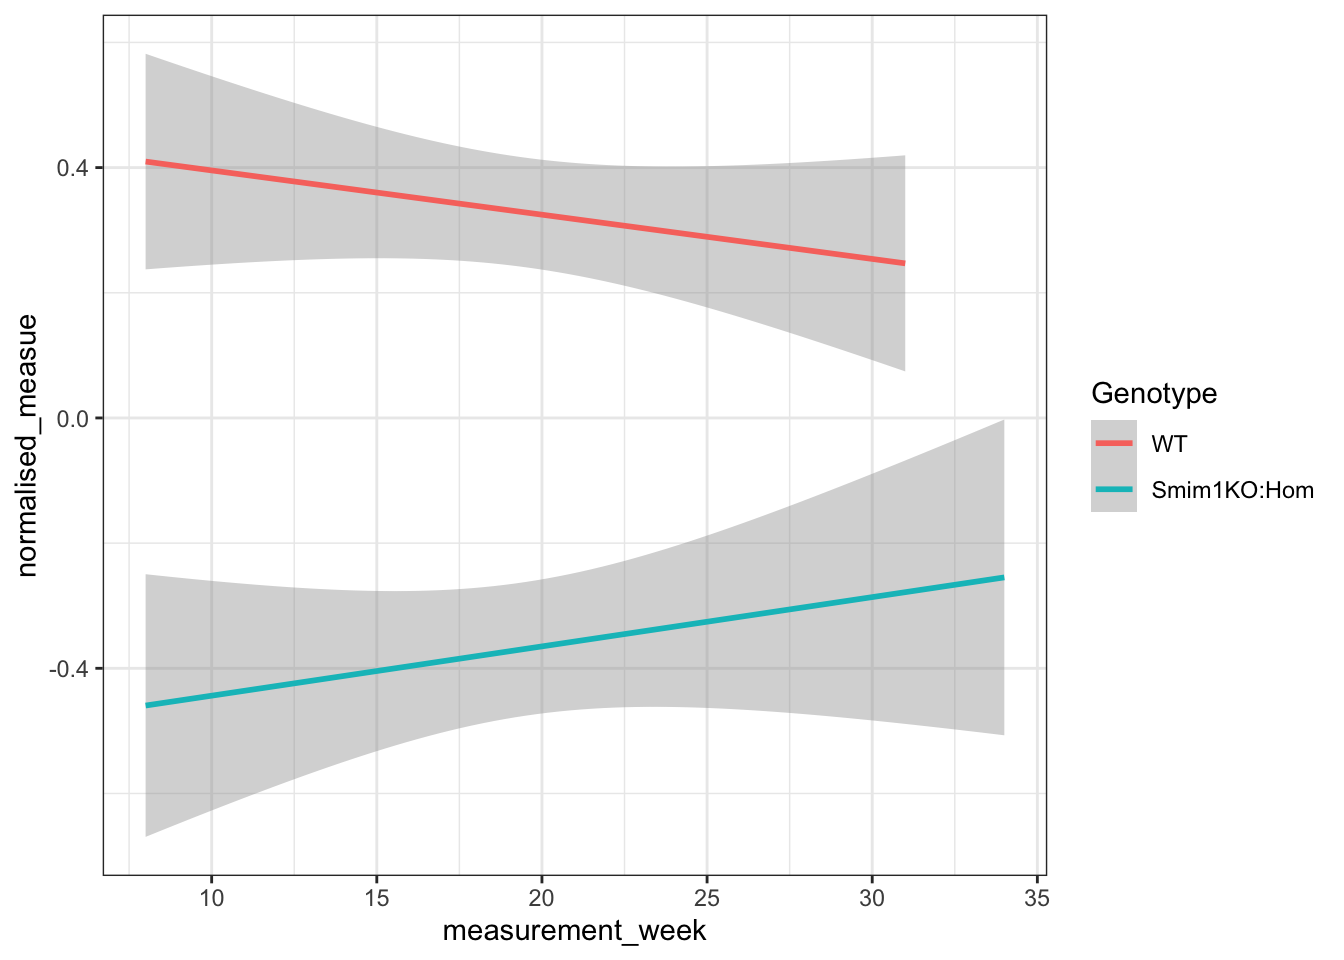 normalised_measue
0.4
0.0
-0.4
10 15 20 25 30 35
measurement_week
Genotype
WT
Smim1KO:Hom